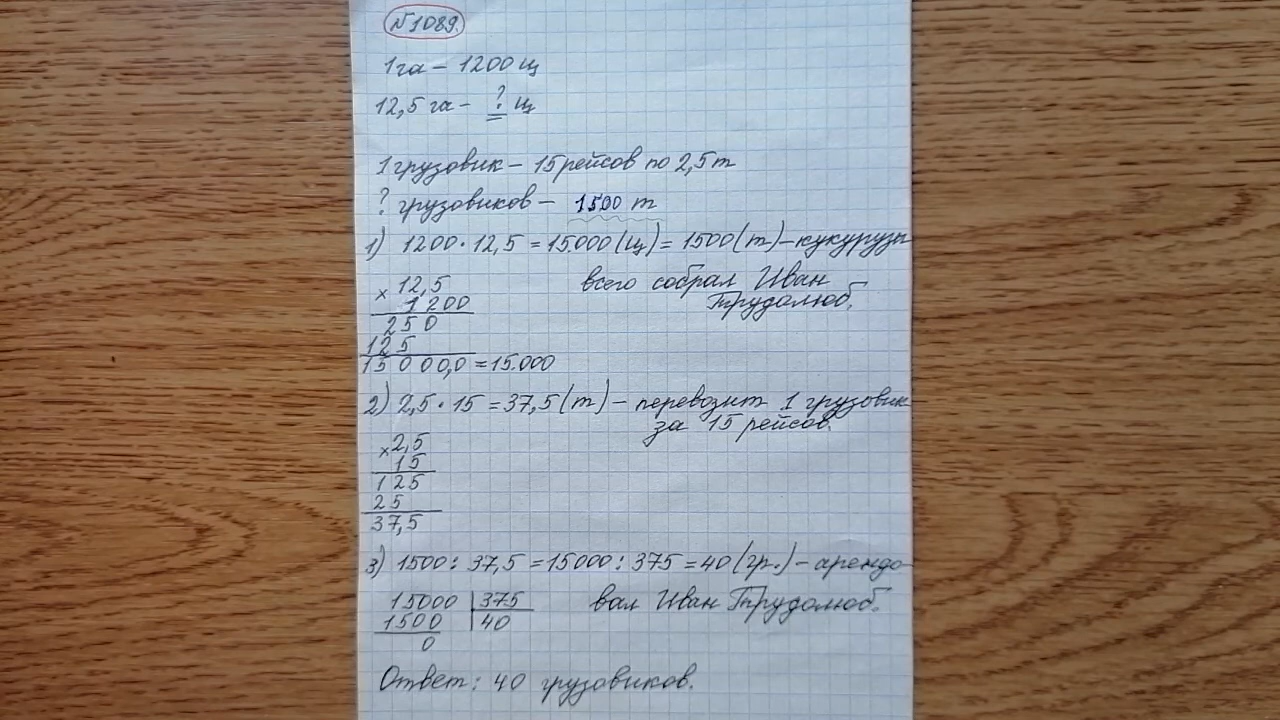 №1089.
1га – 1200 ц
12,5 га – ? ц
1 грузовик – 15 рейсов по 2,5 т
? грузовиков – 1500 т
1) 1200 · 12,5 = 15.000 (ц) = 1500 (т) – кукурузы
всего собрал Иван
Трудолюб.
× 12,5
1200
250
125
15000,0 = 15.000
2) 2,5 · 15 = 37,5 (т) – перевозит 1 грузовик
за 15 рейсов.
× 2,5
15
125
25
37,5
3) 1500 : 37,5 = 15000 : 375 = 40 (гр.) – арендо-
вал Иван Трудолюб.
15000 | 375
1500 | 40
0
Ответ: 40 грузовиков.